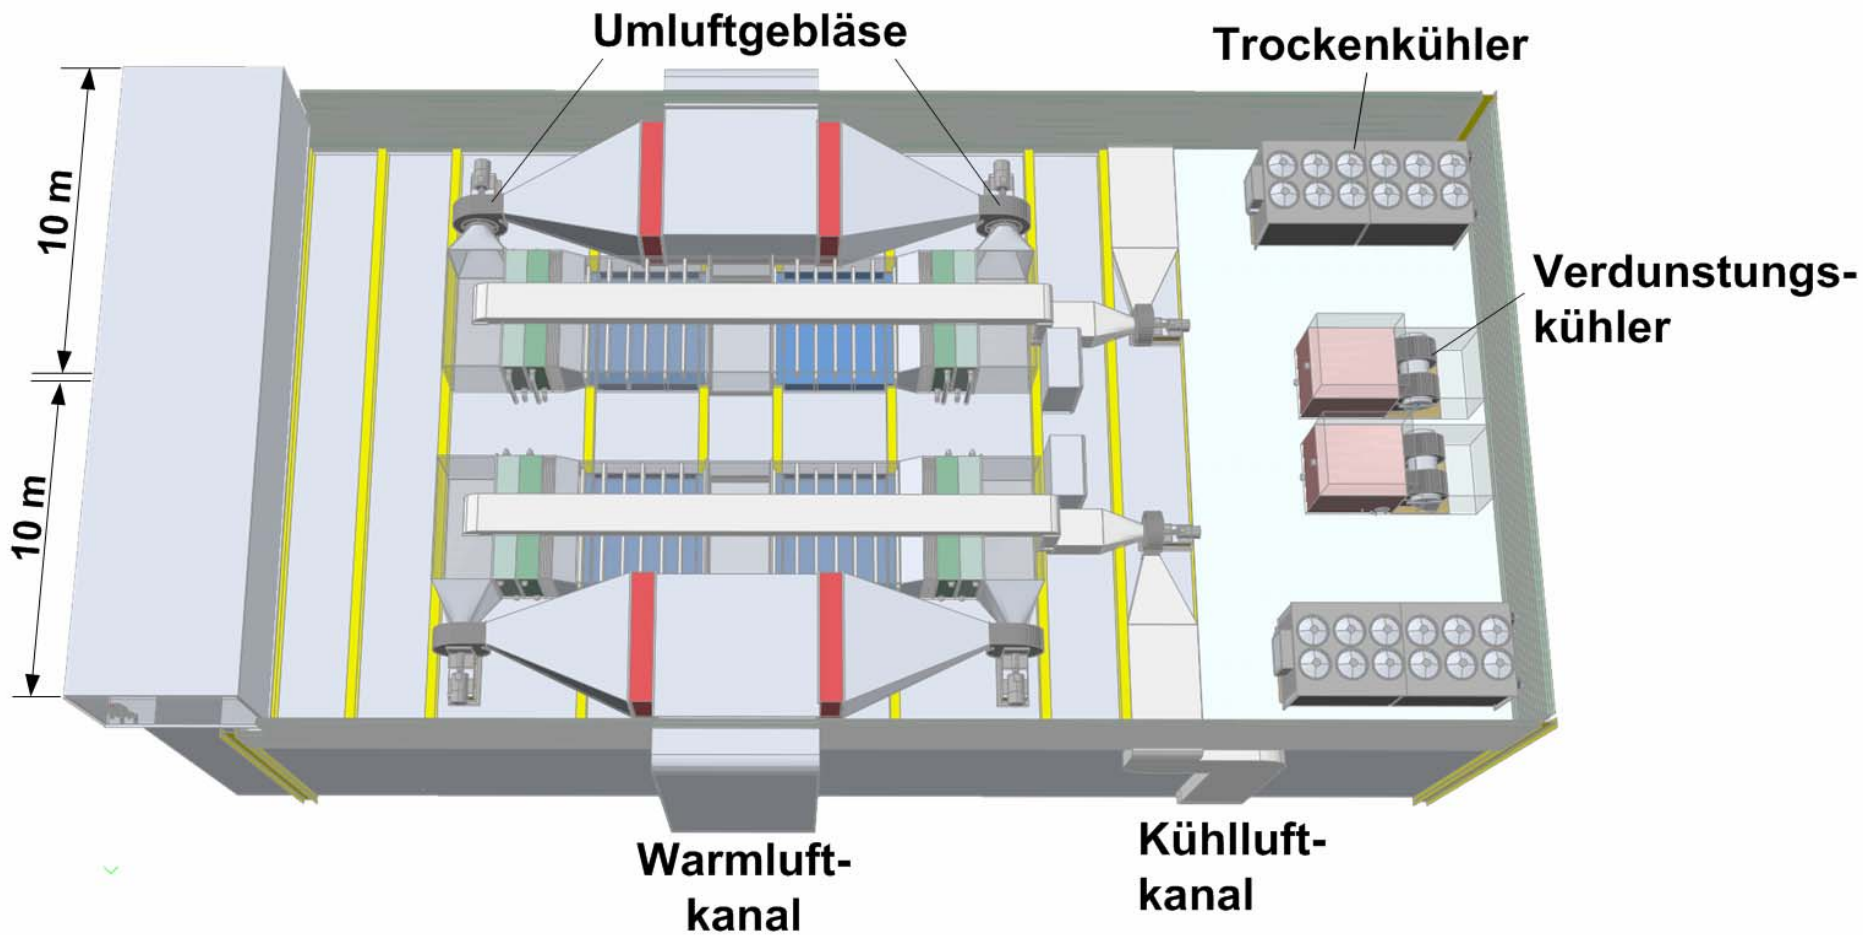 Umluftgebläse
Trockenkühler
10 m
Verdunstungs-
kühler
10 m
Warmluft-
kanal
Kühlluft-
kanal